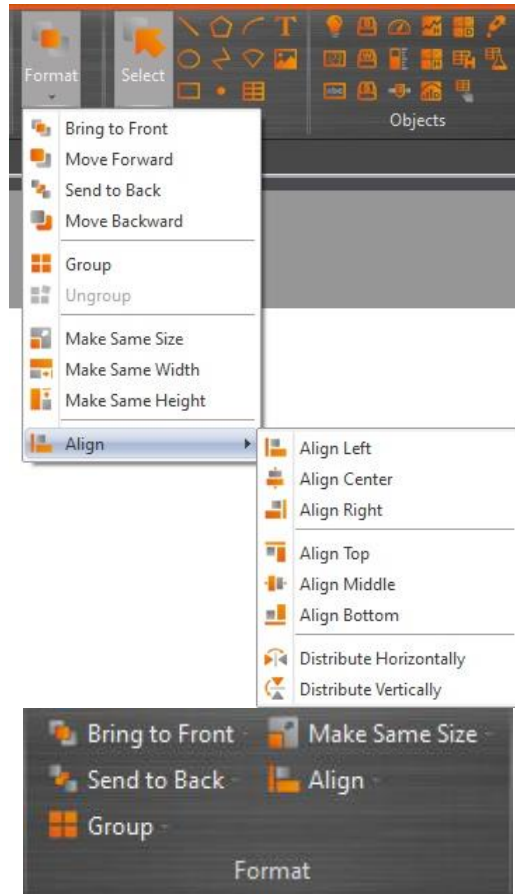 Format
Select
T
Objects
Bring to Front
Move Forward
Send to Back
Move Backward
Group
Ungroup
Make Same Size
Make Same Width
Make Same Height
Align
Align Left
Align Center
Align Right
Align Top
Align Middle
Align Bottom
Distribute Horizontally
Distribute Vertically
Bring to Front
Make Same Size
Send to Back
Align
Group
Format